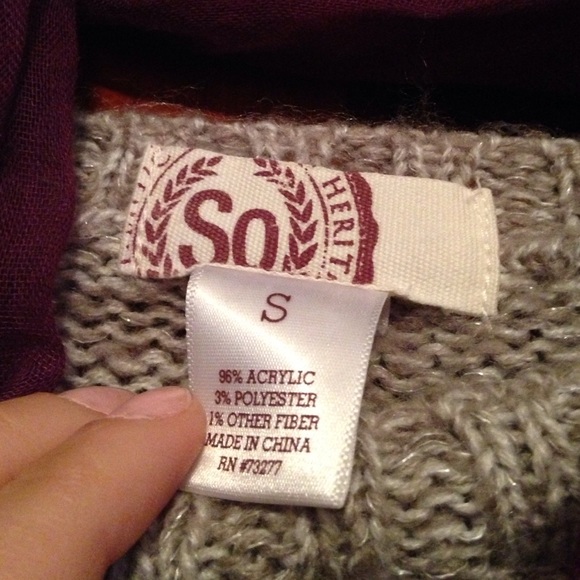 So
HERIT
S
96% ACRYLIC
3% POLYESTER
1% OTHER FIBER
MADE IN CHINA
RN #73277